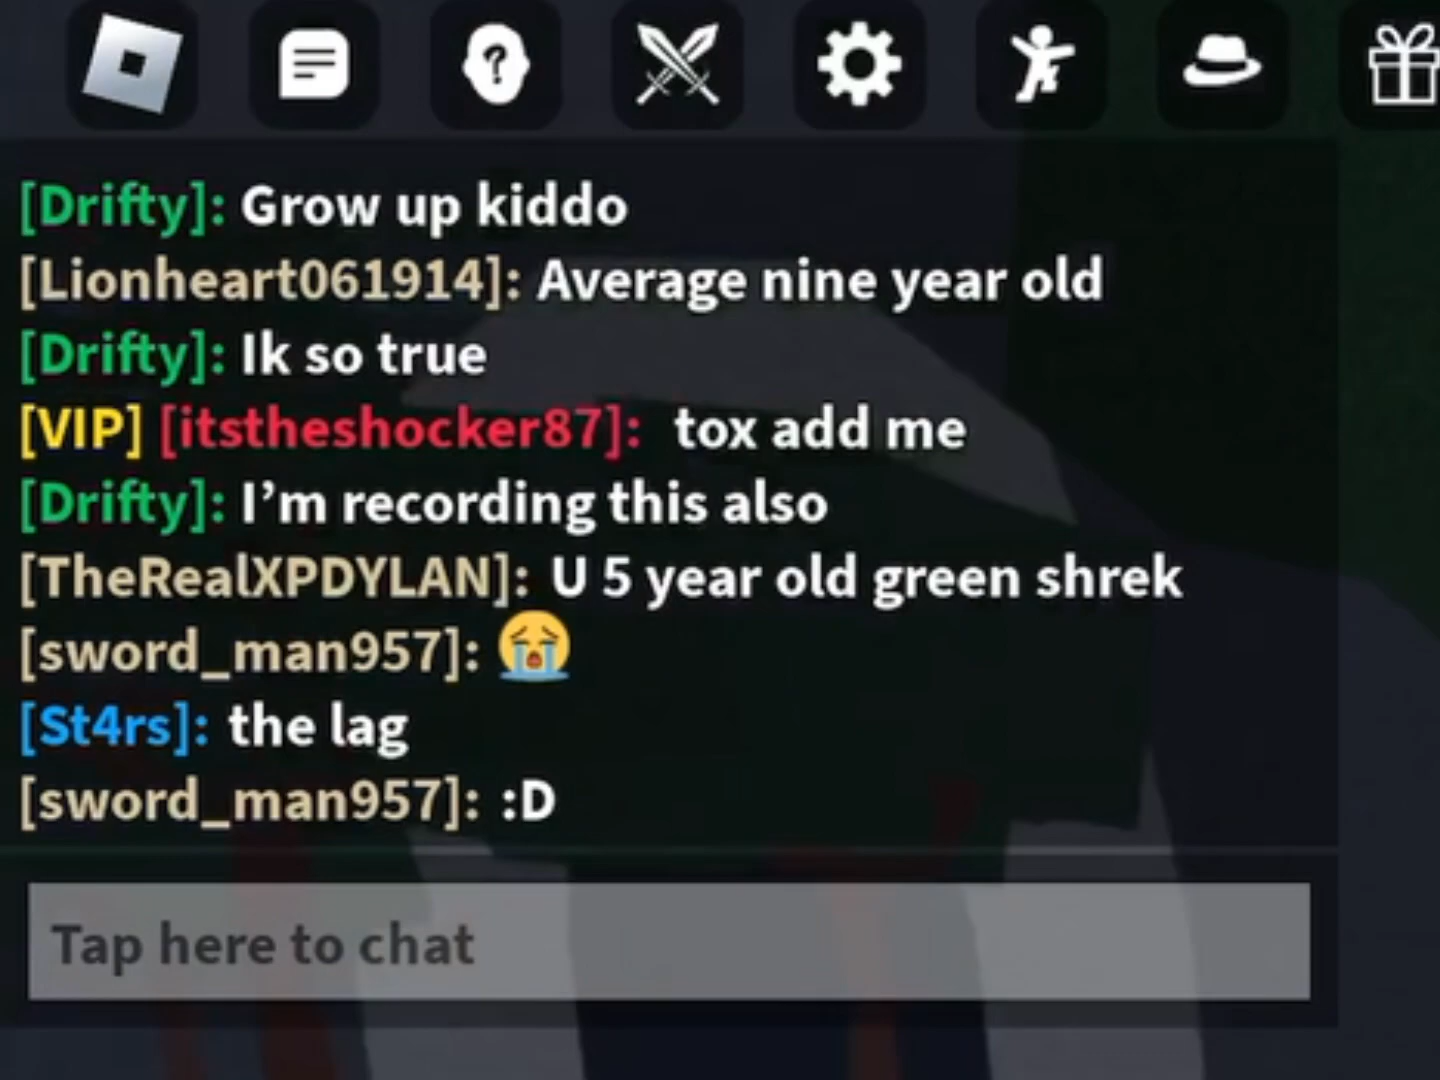 [Drifty]: Grow up kiddo
[Lionheart061914]: Average nine year old
[Drifty]: Ik so true
[VIP] [itstheshocker87]: tox add me
[Drifty]: I’m recording this also
[TheRealXPDYLAN]: U 5 year old green shrek
[sword_man957]: 😭
[St4rs]: the lag
[sword_man957]: :D
Tap here to chat